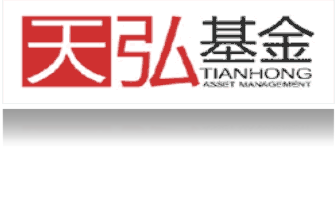 天弘基金
TIANHONG
ASSET MANAGEMENT